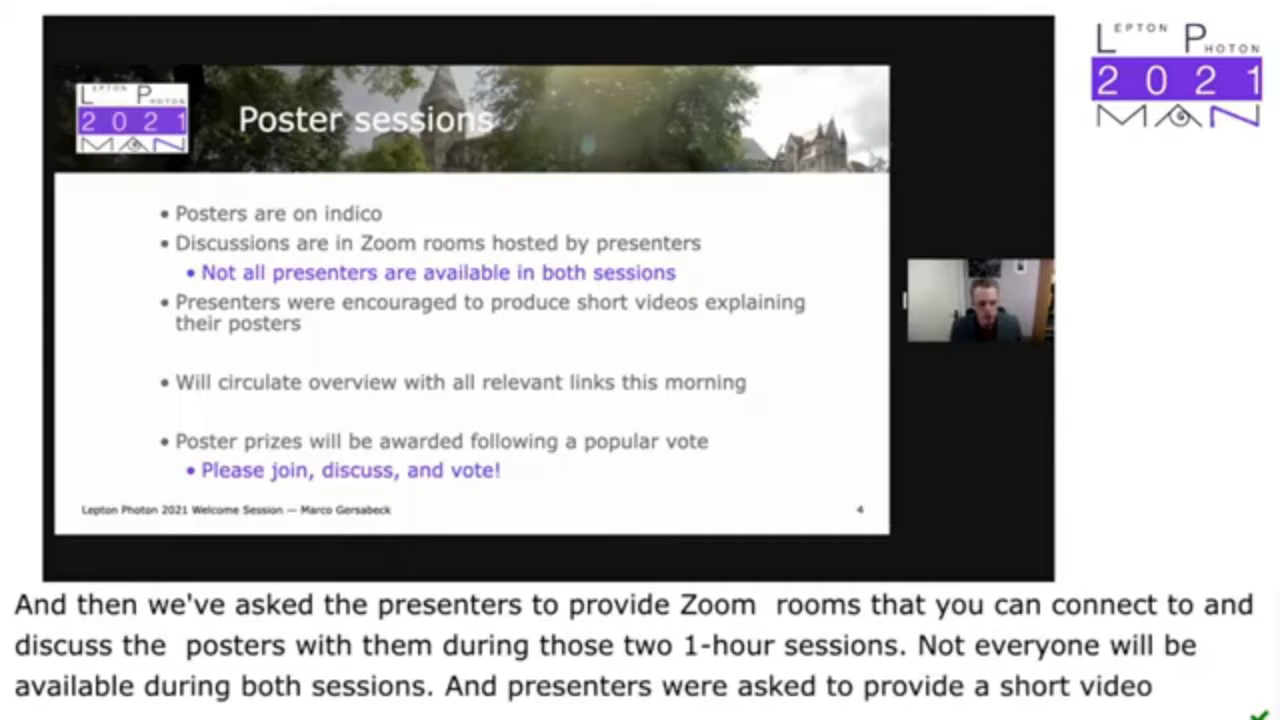 LEPTON PHOTON
2021
MAN
LEPTON PHOTON
2021
MAN
Poster sessions
• Posters are on indico
• Discussions are in Zoom rooms hosted by presenters
• Not all presenters are available in both sessions
• Presenters were encouraged to produce short videos explaining
their posters
• Will circulate overview with all relevant links this morning
• Poster prizes will be awarded following a popular vote
• Please join, discuss, and vote!
Lepton Photon 2021 Welcome Session — Marco Gersabeck
4
And then we've asked the presenters to provide Zoom  rooms that you can connect to and
discuss the  posters with them during those two 1-hour sessions. Not everyone will be
available during both sessions. And presenters were asked to provide a short video